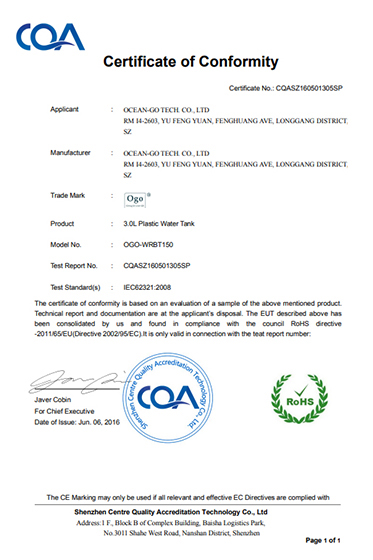 CQA
Certificate of Conformity
Certificate No.: CQASZ160501305SP
Applicant : OCEAN-GO TECH. CO., LTD
RM I4-2603, YU FENG YUAN, FENGHUANG AVE, LONGGANG DISTRICT.
SZ
Manufacturer : OCEAN-GO TECH. CO., LTD
RM I4-2603, YU FENG YUAN, FENGHUANG AVE, LONGGANG DISTRICT.
SZ
Trade Mark : Ogo ®
Product : 3.0L Plastic Water Tank
Model No. : OGO-WRBT150
Test Report No. : CQASZ160501305SP
Test Standard(s) : IEC62321:2008
The certificate of conformity is based on an evaluation of a sample of the above mentioned product.
Technical report and documentation are at the applicant's disposal. The EUT described above has
been consolidated by us and found in compliance with the council RoHS directive
-2011/65/EU(Directive 2002/95/EC).It is only valid in connection with the teat report number:
Javer Cobin
For Chief Executive
Date of Issue: Jun. 06, 2016
Shenzhen Centre Quality Accreditation Technology Co., Ltd.
CQA
RoHS
The CE Marking may only be used if all relevant and effective EC Directives are complied with
Shenzhen Centre Quality Accreditation Technology Co., Ltd
Address:1 F., Block B of Complex Building, Baisha Logistics Park,
No.3011 Shahe West Road, Nanshan District, Shenzhen
Page 1 of 1